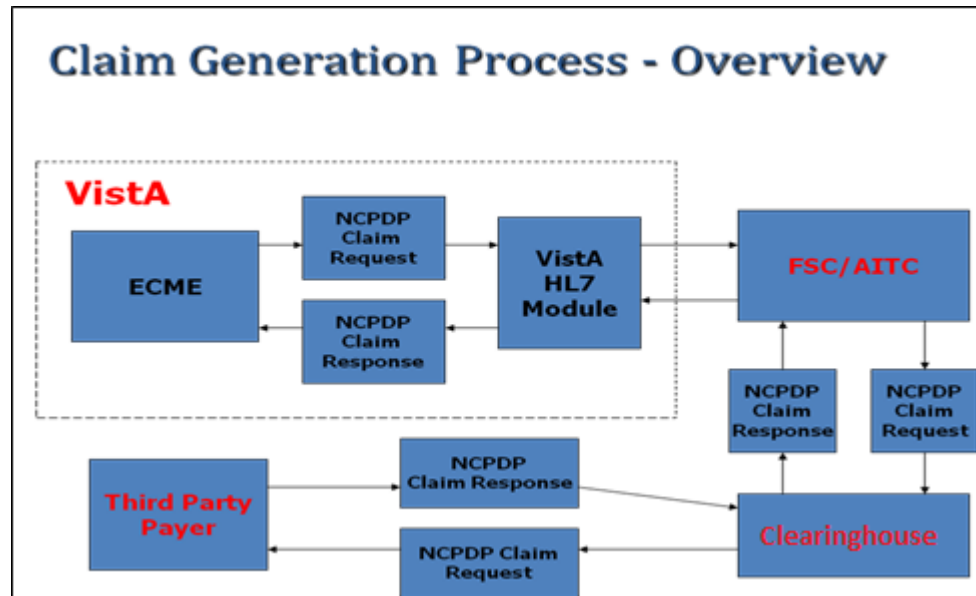 Claim Generation Process - Overview
VistA
ECME
NCPDP
Claim
Request
NCPDP
Claim
Response
VistA
HL7
Module
FSC/AITC
NCPDP
Claim
Response
NCPDP
Claim
Request
Third Party
Payer
NCPDP
Claim Response
NCPDP Claim
Request
Clearinghouse